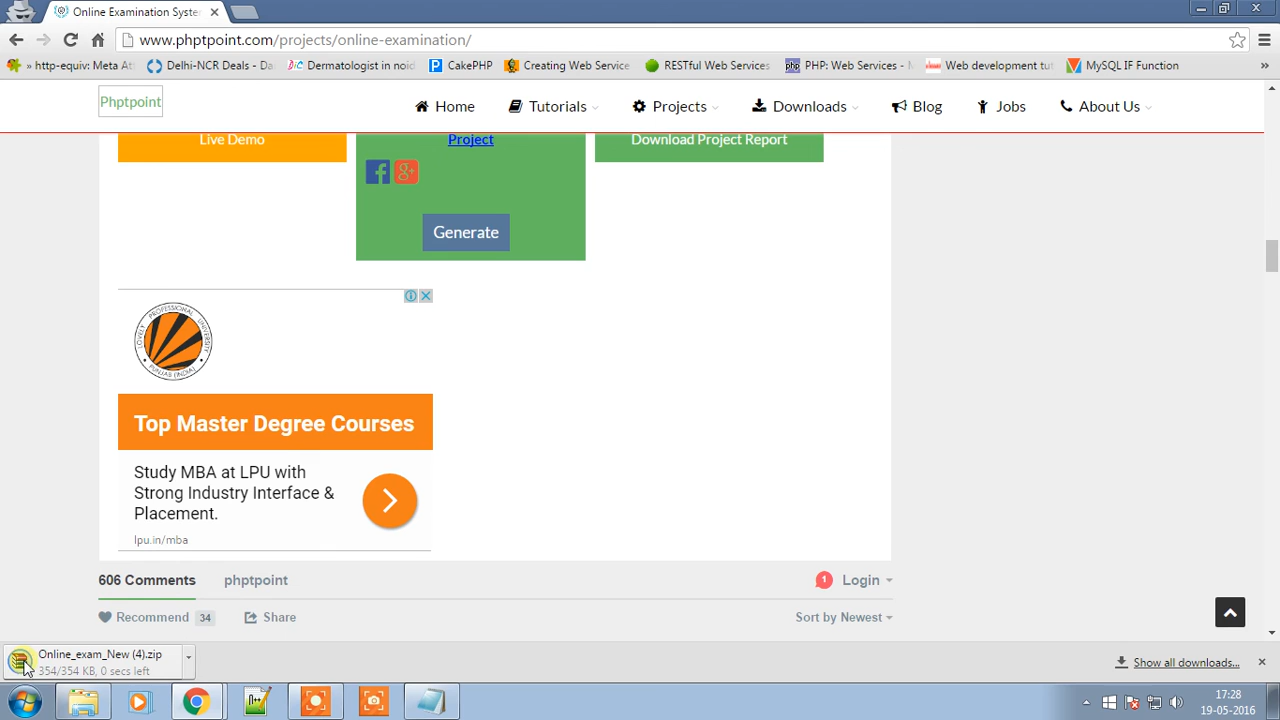 Online Examination Syste
www.phptpoint.com/projects/online-examination/
» http-equiv: Meta At
Delhi-NCR Deals - Da
Dermatologist in noid
CakePHP
Creating Web Service
RESTful Web Services
PHP: Web Services - M
Web development tut
MySQL IF Function
»
Phptpoint
Home
Tutorials
Projects
Downloads
Blog
Jobs
About Us
Live Demo
Project
Download Project Report
Generate
LOVELY PROFESSIONAL UNIVERSITY
PUNJAB (INDIA)
Top Master Degree Courses
Study MBA at LPU with
Strong Industry Interface &
Placement.
lpu.in/mba
606 Comments
phptpoint
1
Login
Recommend 34
Share
Sort by Newest
Online_exam_New (4).zip
354/354 KB, 0 secs left
Show all downloads...
17:28
19-05-2016